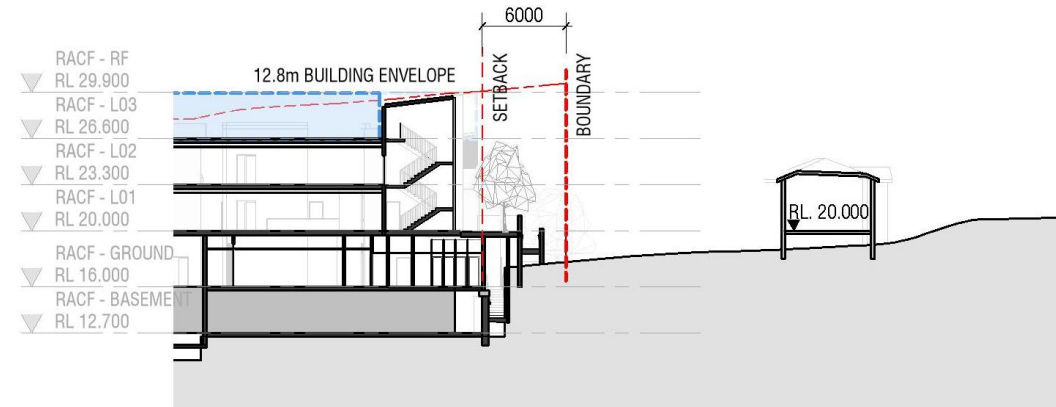 6000
RACF - RF
RL 29.900
12.8m BUILDING ENVELOPE
SETBACK
BOUNDARY
RACF - L03
RL 26.600
RACF - L02
RL 23.300
RACF - L01
RL 20.000
RL. 20.000
RACF - GROUND
RL 16.000
RACF - BASEMENT
RL 12.700